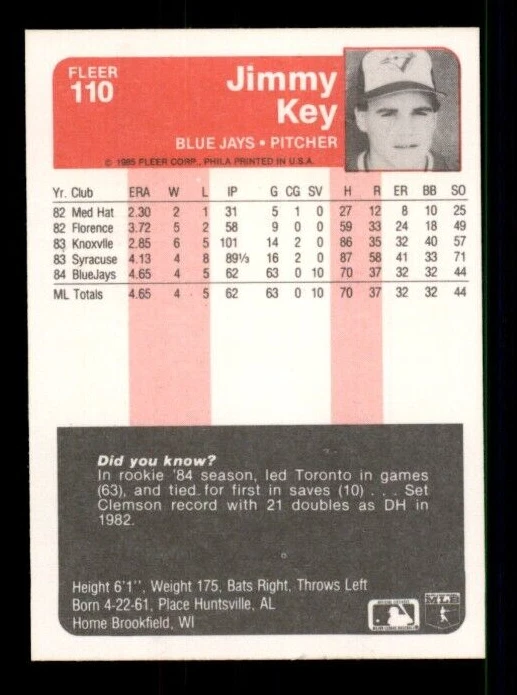 FLEER
110
Jimmy
Key
BLUE JAYS • PITCHER
© 1985 FLEER CORP., PHILA PRINTED IN U.S.A.
Yr. Club ERA W L IP G CG SV H R ER BB SO
82 Med Hat 2.30 2 1 31 5 1 0 27 12 8 10 25
82 Florence 3.72 5 2 58 9 0 0 59 33 24 18 49
83 Knoxvlle 2.85 6 5 101 14 2 0 86 35 32 40 57
83 Syracuse 4.13 4 8 89⅓ 16 2 0 87 58 41 33 71
84 BlueJays 4.65 4 5 62 63 0 10 70 37 32 32 44
ML Totals 4.65 4 5 62 63 0 10 70 37 32 32 44
Did you know?
In rookie '84 season, led Toronto in games
(63), and tied for first in saves (10) . . . Set
Clemson record with 21 doubles as DH in
1982.
Height 6'1'', Weight 175, Bats Right, Throws Left
Born 4-22-61, Place Huntsville, AL
Home Brookfield, WI